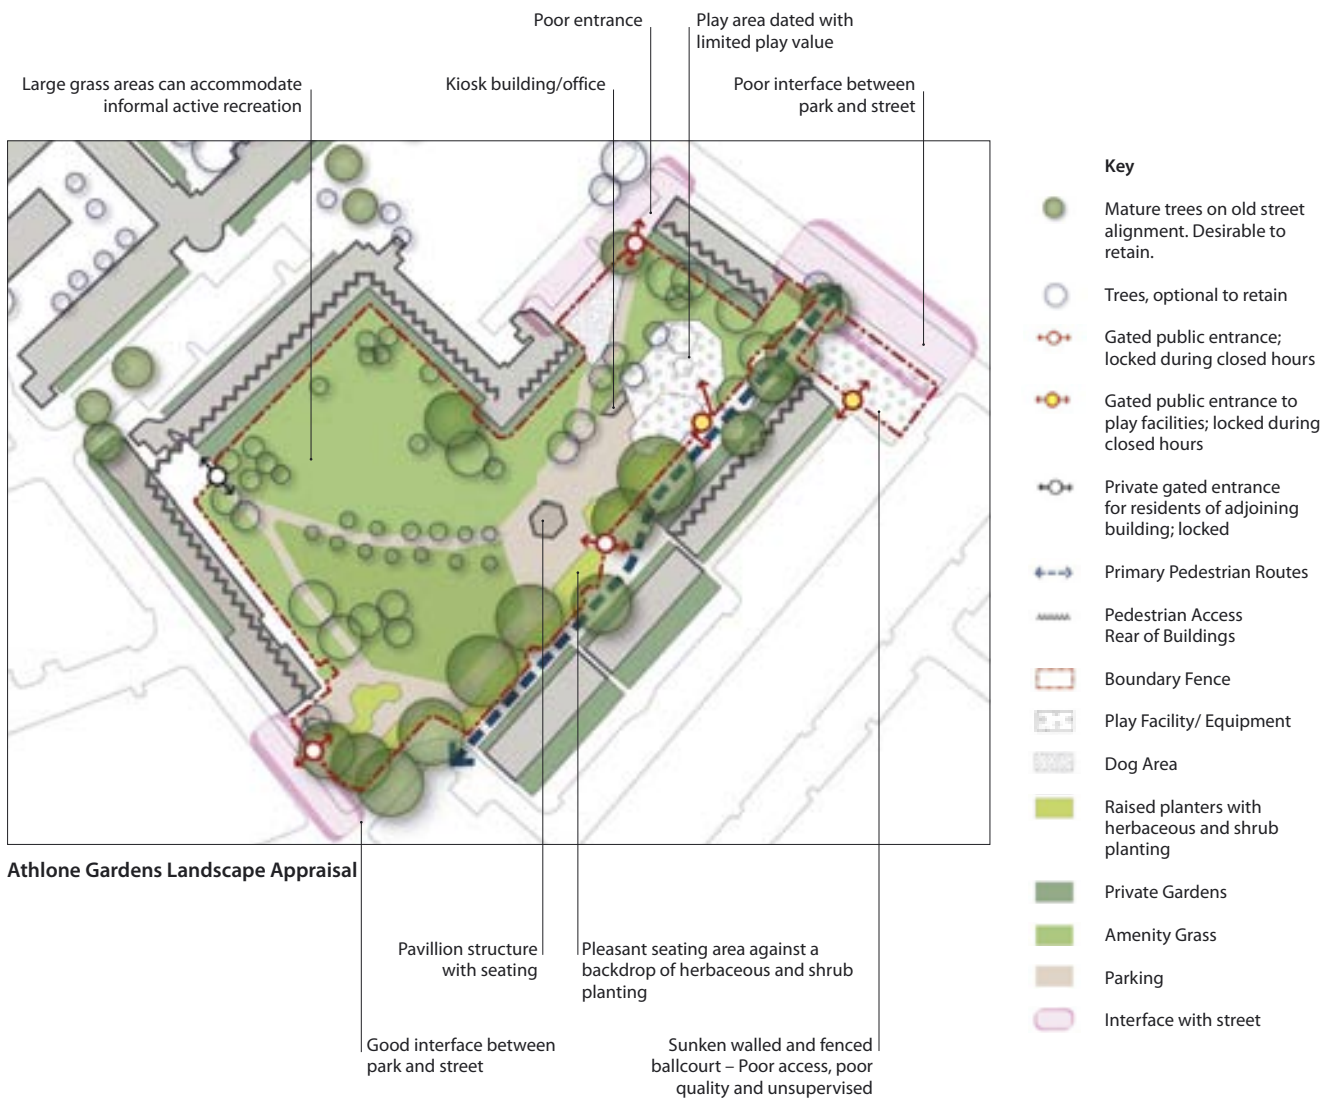 Poor entrance
Play area dated with
limited play value
Large grass areas can accommodate
informal active recreation
Kiosk building/office
Poor interface between
park and street
Key
Mature trees on old street
alignment. Desirable to
retain.
Trees, optional to retain
Gated public entrance;
locked during closed hours
Gated public entrance to
play facilities; locked during
closed hours
Private gated entrance
for residents of adjoining
building; locked
Primary Pedestrian Routes
Pedestrian Access
Rear of Buildings
Boundary Fence
Play Facility/ Equipment
Dog Area
Raised planters with
herbaceous and shrub
planting
Private Gardens
Amenity Grass
Parking
Interface with street
Athlone Gardens Landscape Appraisal
Pavillion structure
with seating
Pleasant seating area against a
backdrop of herbaceous and shrub
planting
Good interface between
park and street
Sunken walled and fenced
ballcourt – Poor access, poor
quality and unsupervised